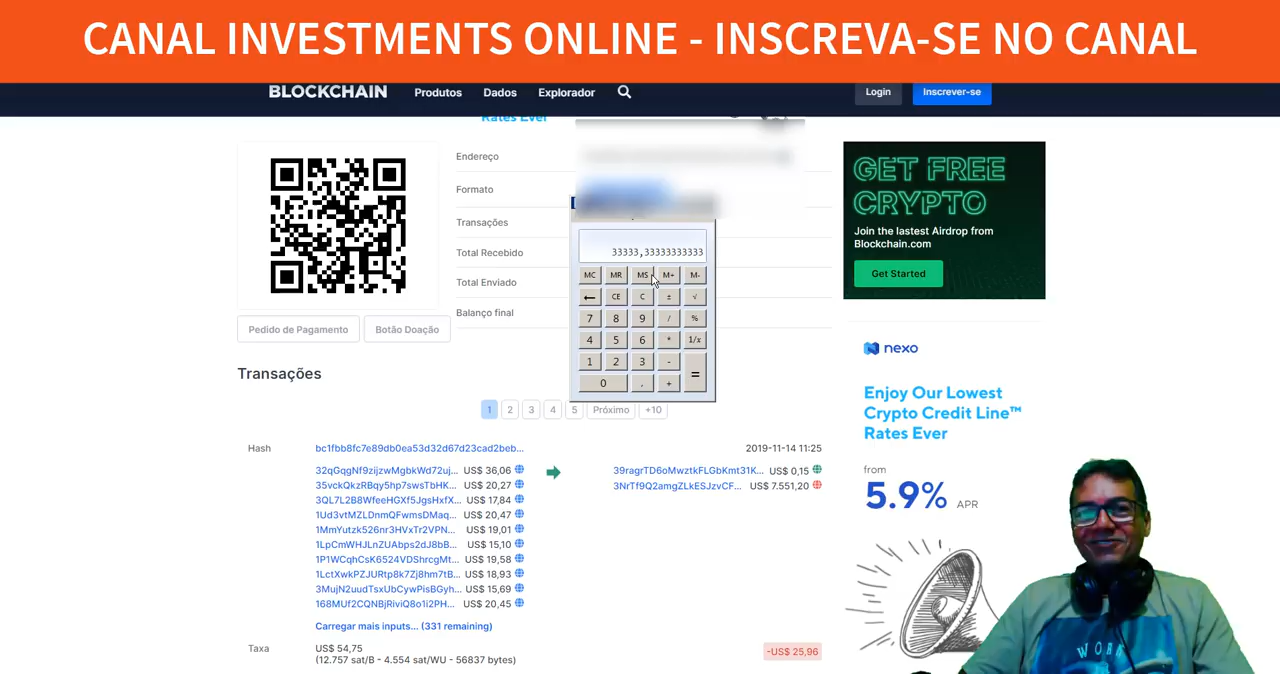 CANAL INVESTMENTS ONLINE - INSCREVA-SE NO CANAL
BLOCKCHAIN Produtos Dados Explorador Login Inscrever-se
Rates Ever
Endereço
Formato
Transações
Total Recebido
Total Enviado
Balanço final
Pedido de Pagamento Botão Doação
33333,33333333333
MC MR MS M+ M-
← CE C ± √
7 8 9 / %
4 5 6 * 1/x
1 2 3 - =
0 . +
GET FREE
CRYPTO
Join the lastest Airdrop from
Blockchain.com
Get Started
nexo
Enjoy Our Lowest
Crypto Credit Line™
Rates Ever
from
5.9% APR
Transações
1 2 3 4 5 Próximo +10
Hash bc1fbb8fc7e89db0ea53d32d67d23cad2beb... 2019-11-14 11:25
32qGqgNf9zijzwMgbkWd72uj... US$ 36,06 39ragrTD6oMwztkFLGbKmt31K... US$ 0,15
35vckQkzRBqy5hp7swsTbHK... US$ 20,27 3NrTf9Q2amgZLkESJzvCF... US$ 7.551,20
3QL7L2B8WfeeHGXf5JgsHxfX... US$ 17,84
1Ud3vtMZLDnmQFwmsDMaq... US$ 20,47
1MmYutzk526nr3HVxTr2VPN... US$ 19,01
1LpCmWHJLnZUAbps2dJ8bB... US$ 15,10
1P1WCqhCsK6524VDShrcgMt... US$ 19,58
1LctXwkPZJURtp8k7Zj8hm7tB... US$ 18,93
3MujN2uudTsxUbCywPisBGyh... US$ 15,69
168MUf2CQNBjRiviQ8o1i2PH... US$ 20,45
Carregar mais inputs... (331 remaining)
Taxa US$ 54,75 -US$ 25,96
(12.757 sat/B - 4.554 sat/WU - 56837 bytes)
WORK